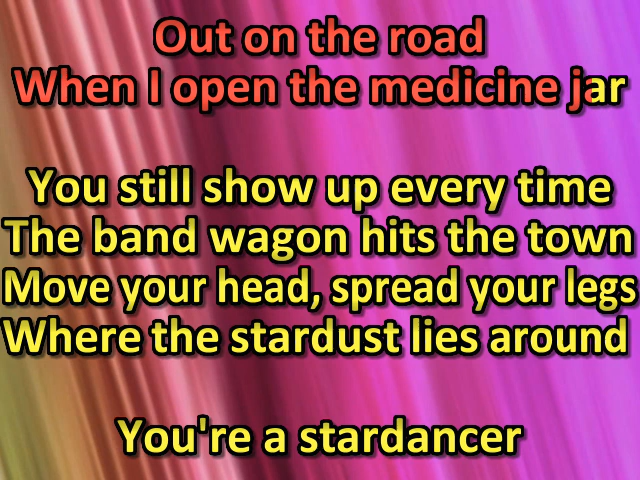 Out on the road
When I open the medicine jar
You still show up every time
The band wagon hits the town
Move your head, spread your legs
Where the stardust lies around
You're a stardancer